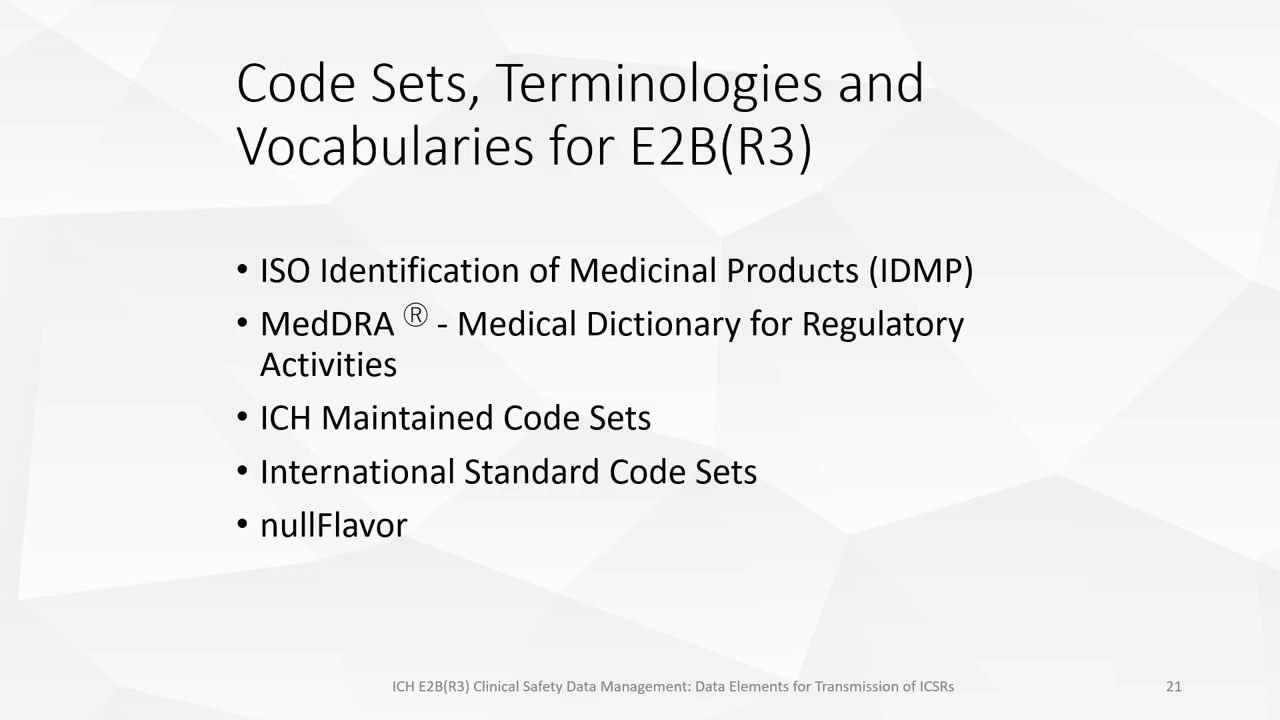 Code Sets, Terminologies and
Vocabularies for E2B(R3)
• ISO Identification of Medicinal Products (IDMP)
• MedDRA ® - Medical Dictionary for Regulatory
Activities
• ICH Maintained Code Sets
• International Standard Code Sets
• nullFlavor
ICH E2B(R3) Clinical Safety Data Management: Data Elements for Transmission of ICSRs
21